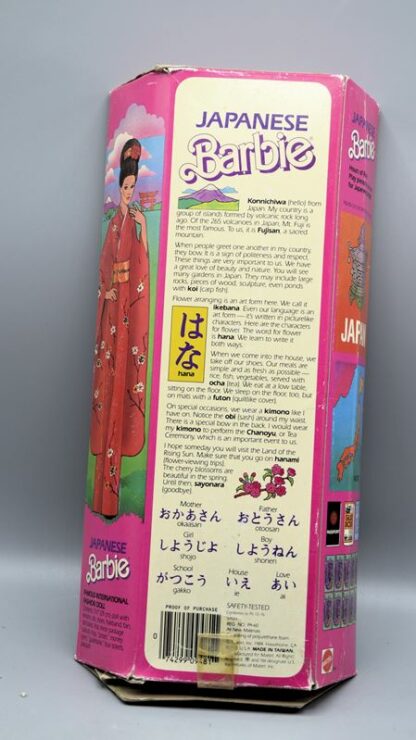 JAPANESE
Barbie
Konnichiwa (hello) from
Japan. My country is a
group of islands formed by volcanic rock long
ago. Of the 265 volcanoes in Japan, Mt. Fuji is
the most famous. To us, it is Fujisan, a sacred
mountain.
When people greet one another in my country,
they bow. It is a sign of politeness and respect.
These things are very important to us. We have
a great love of beauty and nature. You will see
many gardens in Japan. They may include large
rocks, pieces of wood, sculpture, even ponds
with koi (carp fish).
Flower arranging is an art form here. We call it
Ikebana. Even our language is an
art form — it's written in picturelike
characters. Here are the characters
for flower. The word for flower
is hana. We learn to write it
both ways.
はな
hana
When we come into the house, we
take off our shoes. Our meals are
simple and as fresh as possible —
rice, fish, vegetables, served with
ocha (tea). We eat at a low table,
sitting on the floor. We sleep on the floor, too, but
on mats with a futon (quiltlike cover).
On special occasions, we wear a kimono like I
have on. Notice the obi (sash) around my waist.
There is a special bow in the back. I would wear
my kimono to perform the Chanoyu, or Tea
Ceremony, which is an important event to us.
I hope someday you will visit the Land of the
Rising Sun. Make sure that you go on hanami
(flower-viewing trips).
The cherry blossoms are
beautiful in the spring.
Until then, sayonara
(goodbye).
Mother Father
おかあさん おとうさん
okaasan otoosan
Girl Boy
しようじよ しようねん
shojo shonen
School House Love
がつこう いえ あい
gakko ie ai
PROOF OF PURCHASE
SAFETY-TESTED
MADE IN TAIWAN
0 74299 09481
JAPANESE
Barbie
JAPANESE
Barbie